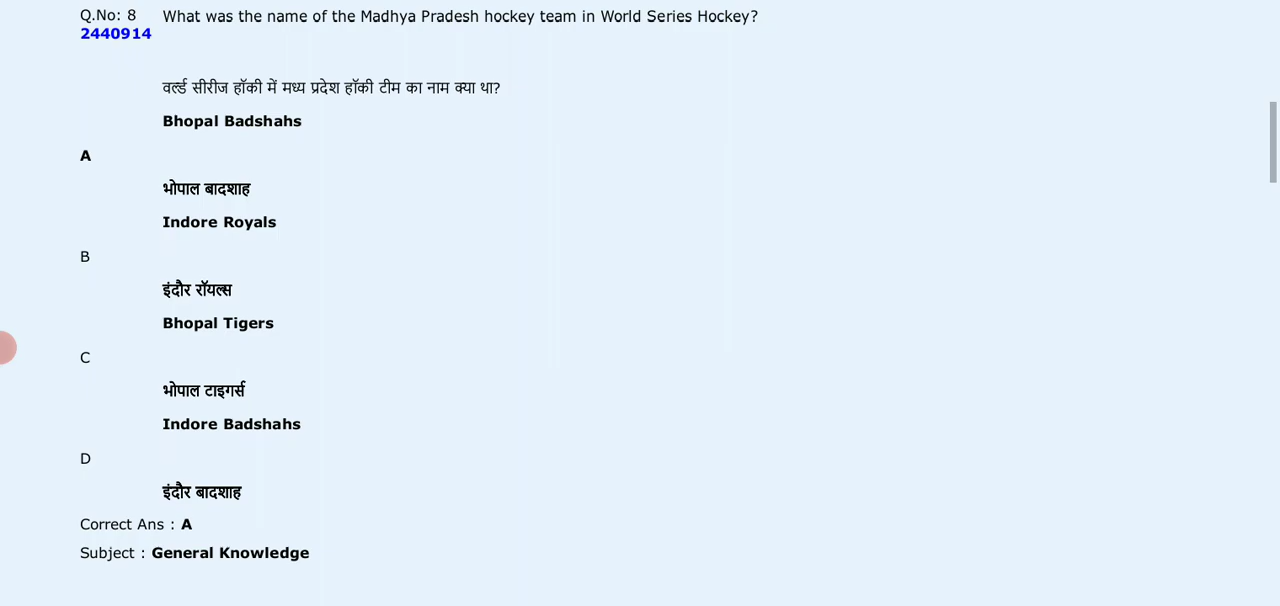 Q.No: 8 What was the name of the Madhya Pradesh hockey team in World Series Hockey?
2440914
वर्ल्ड सीरीज हॉकी में मध्य प्रदेश हॉकी टीम का नाम क्या था?
Bhopal Badshahs
A
भोपाल बादशाह
Indore Royals
B
इंदौर रॉयल्स
Bhopal Tigers
C
भोपाल टाइगर्स
Indore Badshahs
D
इंदौर बादशाह
Correct Ans : A
Subject : General Knowledge